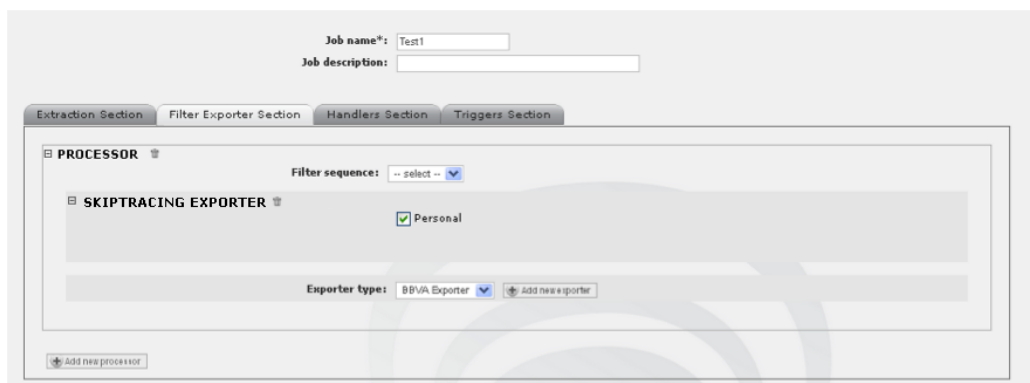 Job name*: Test1
Job description:
Extraction Section Filter Exporter Section Handlers Section Triggers Section
PROCESSOR
Filter sequence: -- select --
SKIPTRACING EXPORTER
Personal
Exporter type: BBVA Exporter Add new exporter
Add new processor